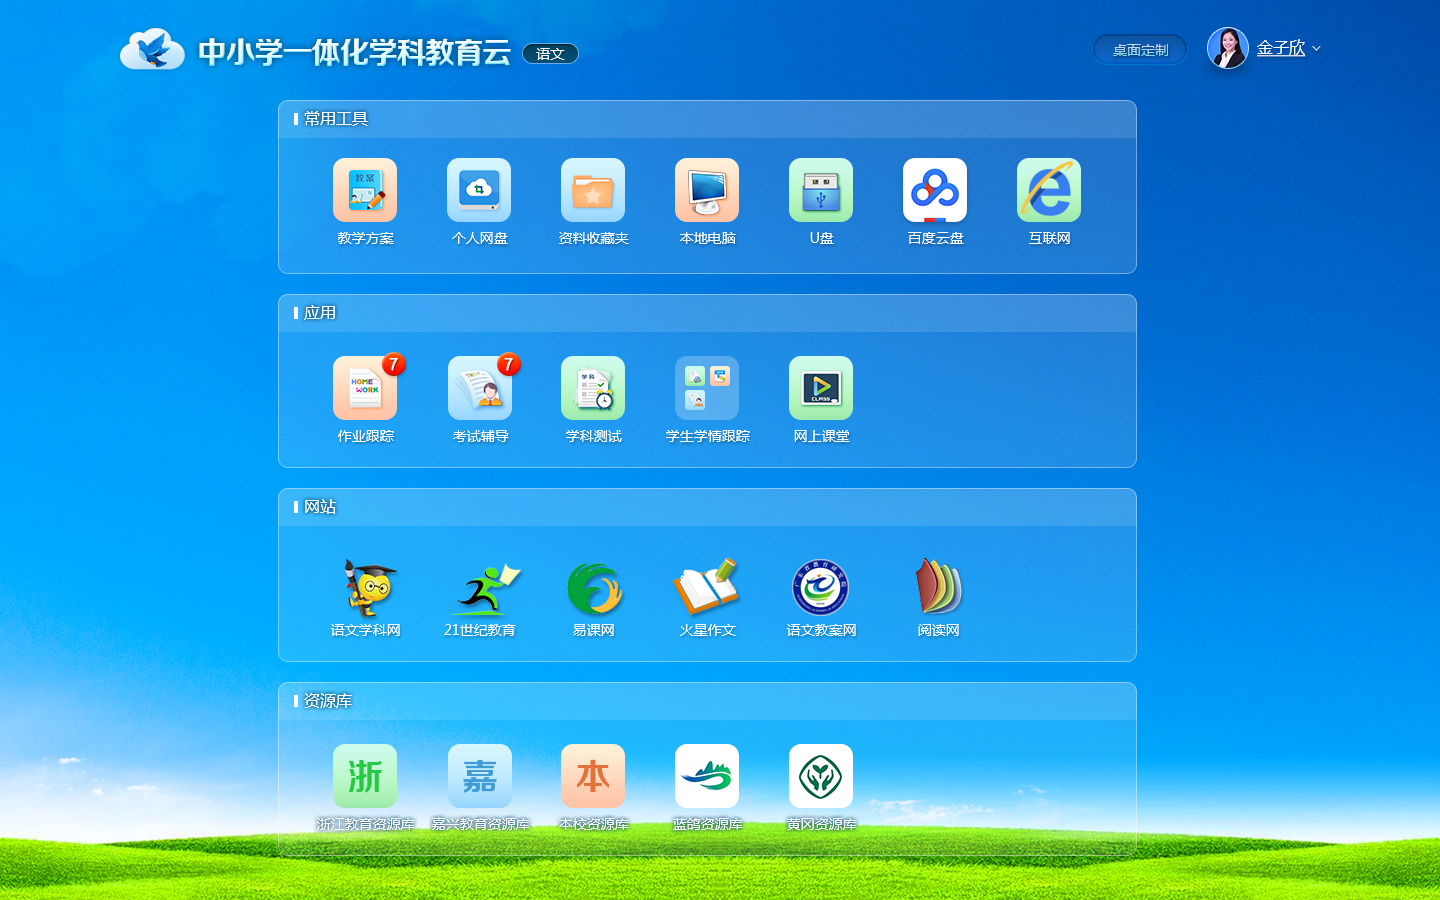 中小学一体化学科教育云 语文
桌面定制 金子欣
常用工具
教案
教学方案 个人网盘 资料收藏夹 本地电脑 U盘 百度云盘 互联网
应用
7 7
HOME WORK
TEST
学科
CLASS
作业跟踪 考试辅导 学科测试 学生学情跟踪 网上课堂
网站
语文学科网 21世纪教育 易课网 火星作文 语文教案网 阅读网
资源库
浙 嘉 本
浙江教育资源库 嘉兴教育资源库 本校资源库 蓝鸽资源库 黄冈资源库